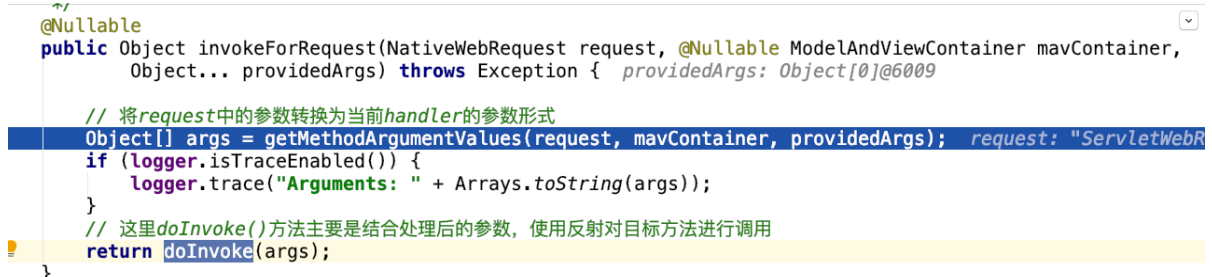 */
@Nullable
public Object invokeForRequest(NativeWebRequest request, @Nullable ModelAndViewContainer mavContainer,
Object... providedArgs) throws Exception { providedArgs: Object[0]@6009
// 将request中的参数转换为当前handler的参数形式
Object[] args = getMethodArgumentValues(request, mavContainer, providedArgs); request: "ServletWebR
if (logger.isTraceEnabled()) {
logger.trace("Arguments: " + Arrays.toString(args));
}
// 这里doInvoke()方法主要是结合处理后的参数，使用反射对目标方法进行调用
return doInvoke(args);
}